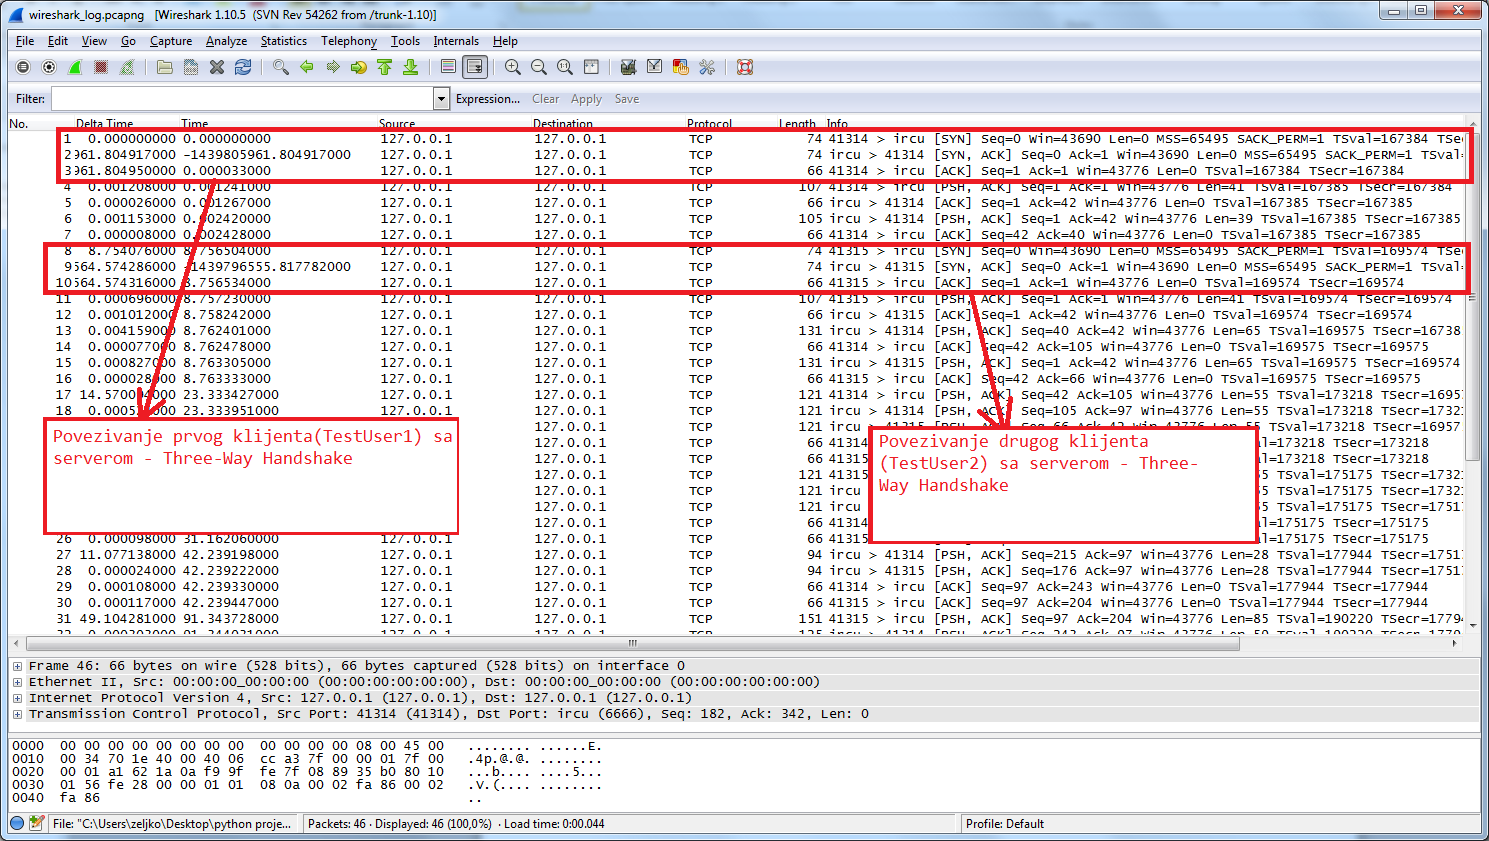 wireshark_log.pcapng [Wireshark 1.10.5 (SVN Rev 54262 from /trunk-1.10)]
File Edit View Go Capture Analyze Statistics Telephony Tools Internals Help
Filter: Expression... Clear Apply Save
No. Delta Time Time Source Destination Protocol Length Info
1 0.000000000 0.000000000 127.0.0.1 127.0.0.1 TCP 74 41314 > ircu [SYN] Seq=0 Win=43690 Len=0 MSS=65495 SACK_PERM=1 TSval=167384 TSec
2 961.804917000 -1439805961.804917000 127.0.0.1 127.0.0.1 TCP 74 ircu > 41314 [SYN, ACK] Seq=0 Ack=1 Win=43690 Len=0 MSS=65495 SACK_PERM=1 TSval=
3 961.804950000 0.000033000 127.0.0.1 127.0.0.1 TCP 66 41314 > ircu [ACK] Seq=1 Ack=1 Win=43776 Len=0 TSval=167384 TSecr=167384
4 0.001208000 0.001241000 127.0.0.1 127.0.0.1 TCP 107 41314 > ircu [PSH, ACK] Seq=1 Ack=1 Win=43776 Len=41 TSval=167385 TSecr=167384
5 0.000026000 0.001267000 127.0.0.1 127.0.0.1 TCP 66 ircu > 41314 [ACK] Seq=1 Ack=42 Win=43776 Len=0 TSval=167385 TSecr=167385
6 0.001153000 0.002420000 127.0.0.1 127.0.0.1 TCP 105 ircu > 41314 [PSH, ACK] Seq=1 Ack=42 Win=43776 Len=39 TSval=167385 TSecr=167385
7 0.000008000 0.002428000 127.0.0.1 127.0.0.1 TCP 66 41314 > ircu [ACK] Seq=42 Ack=40 Win=43776 Len=0 TSval=167385 TSecr=167385
8 8.754076000 8.756504000 127.0.0.1 127.0.0.1 TCP 74 41315 > ircu [SYN] Seq=0 Win=43690 Len=0 MSS=65495 SACK_PERM=1 TSval=169574 TSec
9 564.574286000 -1439796555.817782000 127.0.0.1 127.0.0.1 TCP 74 ircu > 41315 [SYN, ACK] Seq=0 Ack=1 Win=43690 Len=0 MSS=65495 SACK_PERM=1 TSval=
10 564.574316000 8.756534000 127.0.0.1 127.0.0.1 TCP 66 41315 > ircu [ACK] Seq=1 Ack=1 Win=43776 Len=0 TSval=169574 TSecr=169574
11 0.000696000 8.757230000 127.0.0.1 127.0.0.1 TCP 107 41315 > ircu [PSH, ACK] Seq=1 Ack=1 Win=43776 Len=41 TSval=169574 TSecr=169574
12 0.001012000 8.758242000 127.0.0.1 127.0.0.1 TCP 66 ircu > 41315 [ACK] Seq=1 Ack=42 Win=43776 Len=0 TSval=169574 TSecr=169574
13 0.004159000 8.762401000 127.0.0.1 127.0.0.1 TCP 131 ircu > 41314 [PSH, ACK] Seq=40 Ack=42 Win=43776 Len=65 TSval=169575 TSecr=16738
14 0.000077000 8.762478000 127.0.0.1 127.0.0.1 TCP 66 41314 > ircu [ACK] Seq=42 Ack=105 Win=43776 Len=0 TSval=169575 TSecr=169575
15 0.000827000 8.763305000 127.0.0.1 127.0.0.1 TCP 131 ircu > 41315 [PSH, ACK] Seq=1 Ack=42 Win=43776 Len=65 TSval=169575 TSecr=169574
16 0.000028000 8.763333000 127.0.0.1 127.0.0.1 TCP 66 41315 > ircu [ACK] Seq=42 Ack=66 Win=43776 Len=0 TSval=169575 TSecr=169575
17 14.570094000 23.333427000 127.0.0.1 127.0.0.1 TCP 121 41314 > ircu [PSH, ACK] Seq=42 Ack=105 Win=43776 Len=55 TSval=173218 TSecr=1695
18 23.333951000 127.0.0.1 127.0.0.1 TCP 121 ircu > 41314 [PSH, ACK] Seq=105 Ack=97 Win=43776 Len=55 TSval=173218 TSecr=1732
127.0.0.1 TCP 121 ircu Len=55 TSval=173218 TSecr=1695
127.0.0.1 TCP 66 41314 TSval=173218 TSecr=173218
127.0.0.1 TCP 66 41315 TSval=173218 TSecr=173218
127.0.0.1 TCP 121 41315 TSval=175175 TSecr=1732
127.0.0.1 TCP 121 ircu TSval=175175 TSecr=1732
127.0.0.1 TCP 121 ircu TSval=175175 TSecr=1751
127.0.0.1 TCP 66 41314 TSval=175175 TSecr=175175
26 0.000098000 31.162060000 127.0.0.1 127.0.0.1 TCP 66 41315 TSval=175175 TSecr=175175
27 11.077138000 42.239198000 127.0.0.1 127.0.0.1 TCP 94 ircu > 41314 [PSH, ACK] Seq=215 Ack=97 Win=43776 Len=28 TSval=177944 TSecr=1751
28 0.000024000 42.239222000 127.0.0.1 127.0.0.1 TCP 94 ircu > 41315 [PSH, ACK] Seq=176 Ack=97 Win=43776 Len=28 TSval=177944 TSecr=1751
29 0.000108000 42.239330000 127.0.0.1 127.0.0.1 TCP 66 41314 > ircu [ACK] Seq=97 Ack=243 Win=43776 Len=0 TSval=177944 TSecr=177944
30 0.000117000 42.239447000 127.0.0.1 127.0.0.1 TCP 66 41315 > ircu [ACK] Seq=97 Ack=204 Win=43776 Len=0 TSval=177944 TSecr=177944
31 49.104281000 91.343728000 127.0.0.1 127.0.0.1 TCP 151 41315 > ircu [PSH, ACK] Seq=97 Ack=204 Win=43776 Len=85 TSval=190220 TSecr=1779
Povezivanje prvog klijenta(TestUser1) sa
serverom - Three-Way Handshake
Povezivanje drugog klijenta
(TestUser2) sa serverom - Three-
Way Handshake
Frame 46: 66 bytes on wire (528 bits), 66 bytes captured (528 bits) on interface 0
Ethernet II, Src: 00:00:00_00:00:00 (00:00:00:00:00:00), Dst: 00:00:00_00:00:00 (00:00:00:00:00:00)
Internet Protocol Version 4, Src: 127.0.0.1 (127.0.0.1), Dst: 127.0.0.1 (127.0.0.1)
Transmission Control Protocol, Src Port: 41314 (41314), Dst Port: ircu (6666), Seq: 182, Ack: 342, Len: 0
0000 00 00 00 00 00 00 00 00 00 00 00 00 08 00 45 00 ........ ......E.
0010 00 34 70 1e 40 00 40 06 cc a3 7f 00 00 01 7f 00 .4p.@.@. ........
0020 00 01 a1 62 1a 0a f9 9f fe 7f 08 89 35 b0 80 10 ...b.... ....5...
0030 01 56 fe 28 00 00 01 01 08 0a 00 02 fa 86 00 02 .V.(.... ........
0040 fa 86 ..
File: "C:\Users\zeljko\Desktop\python proje... Packets: 46 · Displayed: 46 (100,0%) · Load time: 0:00.044 Profile: Default